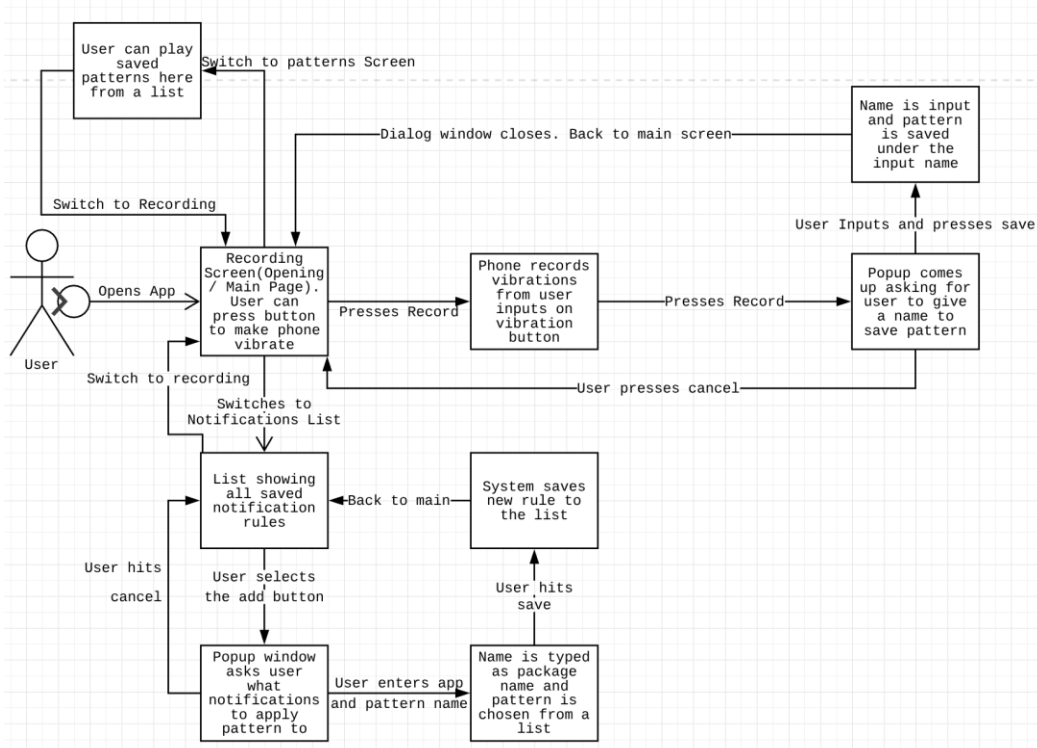 User can play
saved
patterns here
from a list
Switch to patterns Screen
Name is input
and pattern
is saved
under the
input name
Dialog window closes. Back to main screen
Switch to Recording
User Inputs and presses save
Recording
Screen(Opening
/ Main Page).
User can
press button
to make phone
vibrate
Opens App
User
Presses Record
Phone records
vibrations
from user
inputs on
vibration
button
Presses Record
Popup comes
up asking for
user to give
a name to
save pattern
User presses cancel
Switch to recording
Switches to
Notifications List
List showing
all saved
notification
rules
Back to main
System saves
new rule to
the list
User hits
cancel
User selects
the add button
User hits
save
Popup window
asks user
what
notifications
to apply
pattern to
User enters app
and pattern name
Name is typed
as package
name and
pattern is
chosen from a
list